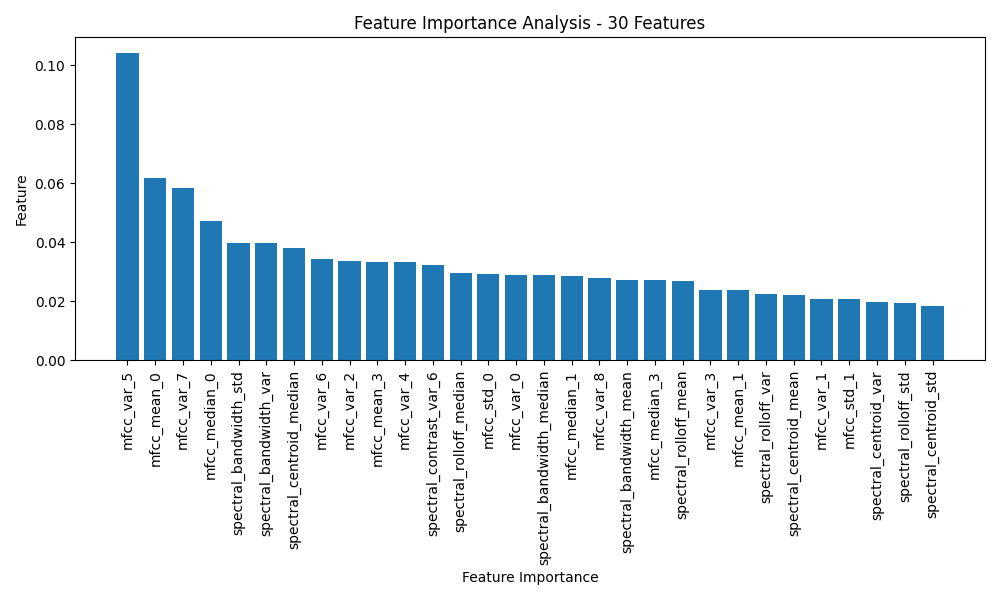 Feature Importance Analysis - 30 Features
Feature
0.10
0.08
0.06
0.04
0.02
0.00
mfcc_var_5
mfcc_mean_0
mfcc_var_7
mfcc_median_0
spectral_bandwidth_std
spectral_bandwidth_var
spectral_centroid_median
mfcc_var_6
mfcc_var_2
mfcc_mean_3
mfcc_var_4
spectral_contrast_var_6
spectral_rolloff_median
mfcc_std_0
mfcc_var_0
spectral_bandwidth_median
mfcc_median_1
mfcc_var_8
spectral_bandwidth_mean
mfcc_median_3
spectral_rolloff_mean
mfcc_var_3
mfcc_mean_1
spectral_rolloff_var
spectral_centroid_mean
mfcc_var_1
mfcc_std_1
spectral_centroid_var
spectral_rolloff_std
spectral_centroid_std
Feature Importance